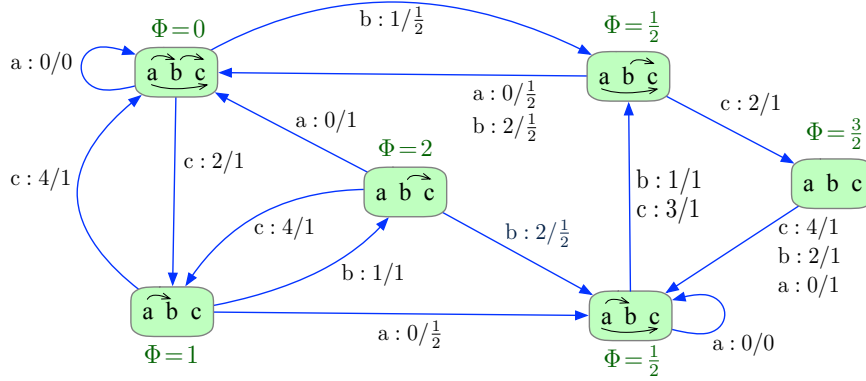 Φ=0
b : 1/½
Φ=½
a : 0/0
a b c
a b c
a : 0/½
b : 2/½
c : 2/1
Φ=3/2
a : 0/1
Φ=2
c : 2/1
c : 4/1
a b c
a b c
b : 1/1
c : 3/1
c : 4/1
b : 2/½
c : 4/1
b : 2/1
a : 0/1
b : 1/1
a b c
a b c
a : 0/½
a : 0/0
Φ=1
Φ=½